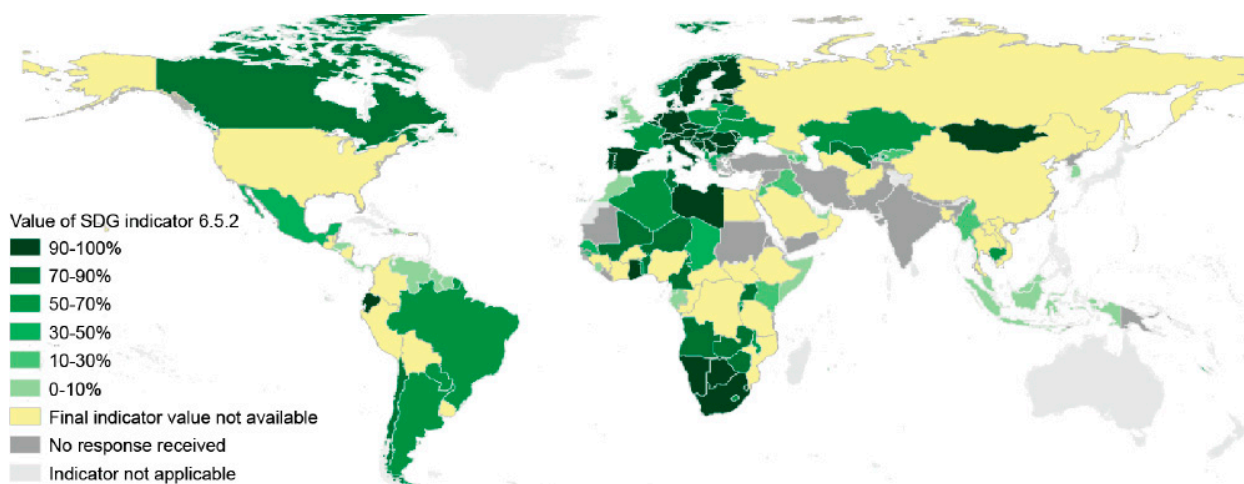 Value of SDG indicator 6.5.2
90-100%
70-90%
50-70%
30-50%
10-30%
0-10%
Final indicator value not available
No response received
Indicator not applicable